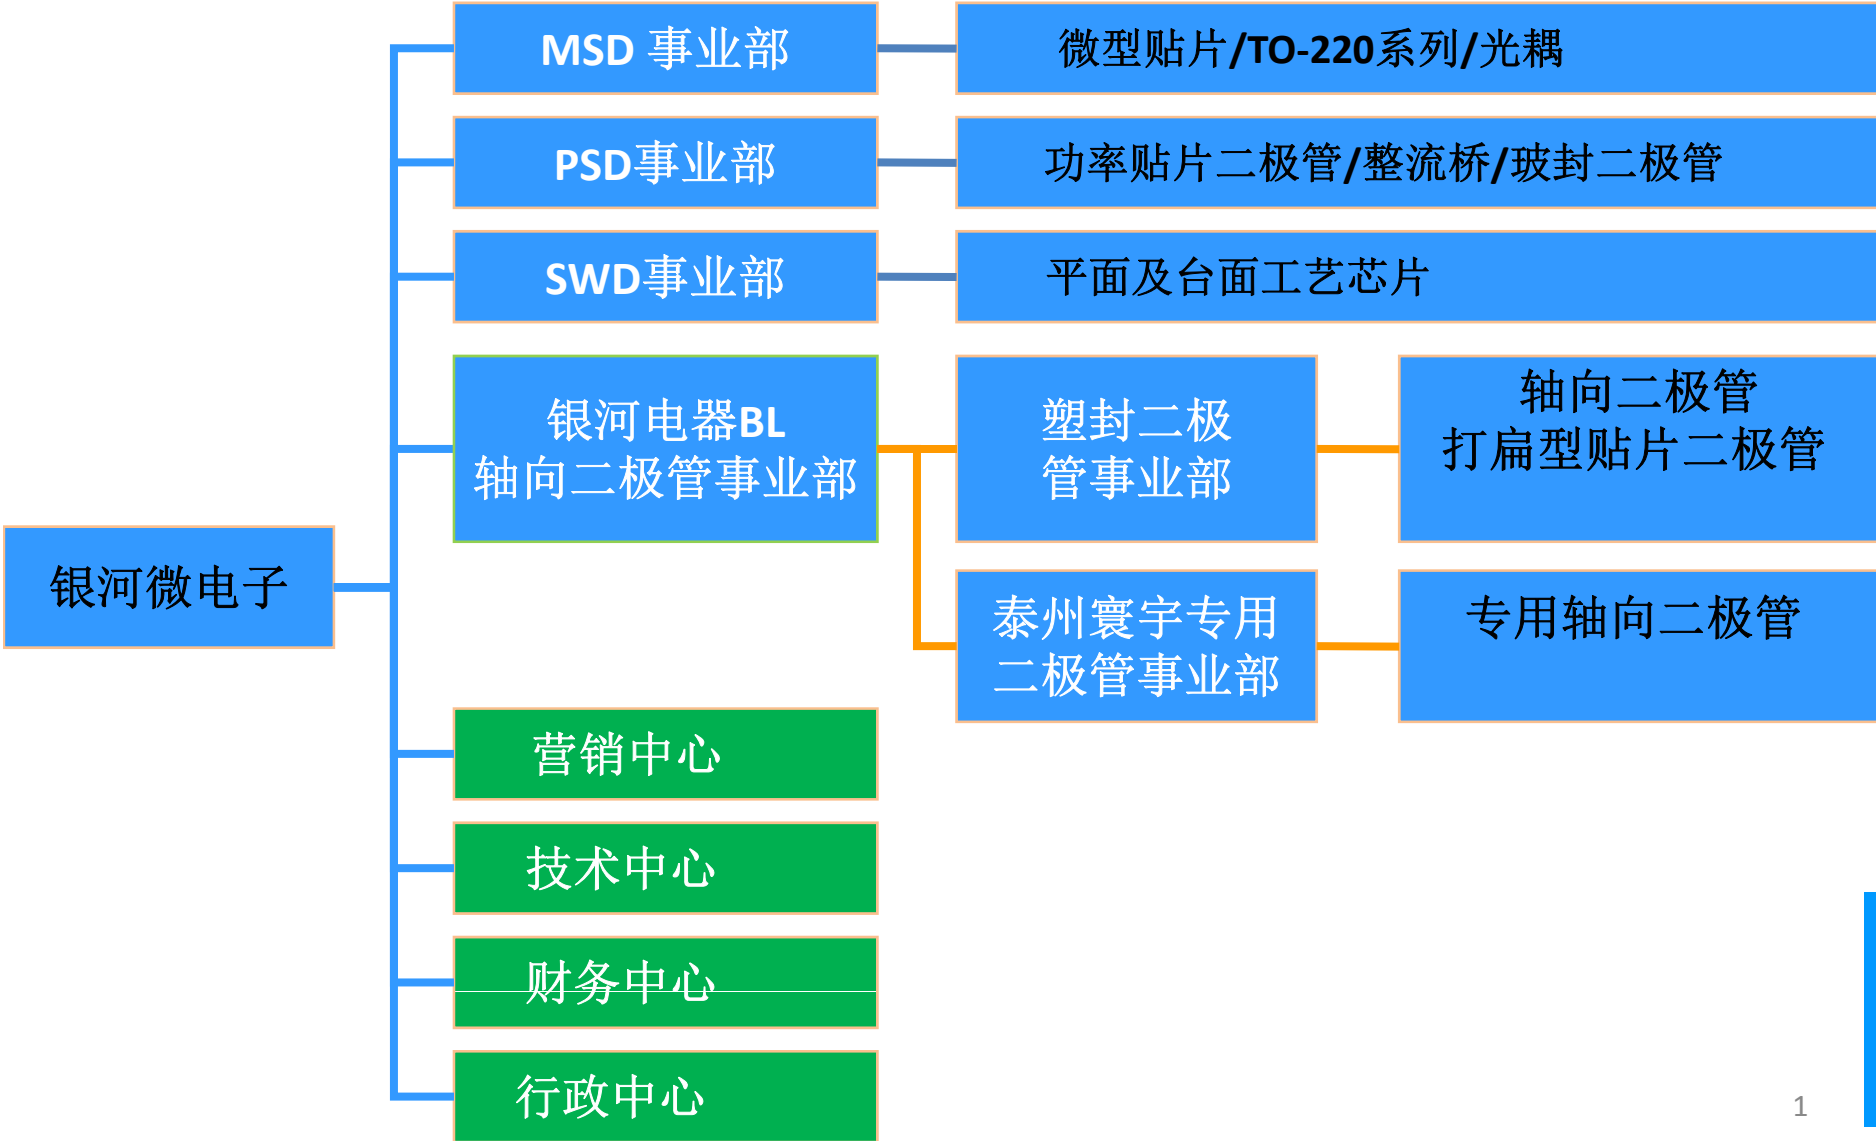 MSD 事业部
微型贴片/TO-220系列/光耦
PSD事业部
功率贴片二极管/整流桥/玻封二极管
SWD事业部
平面及台面工艺芯片
银河电器BL
轴向二极管事业部
塑封二极
管事业部
轴向二极管
打扁型贴片二极管
银河微电子
泰州寰宇专用
二极管事业部
专用轴向二极管
营销中心
技术中心
财务中心
行政中心
1